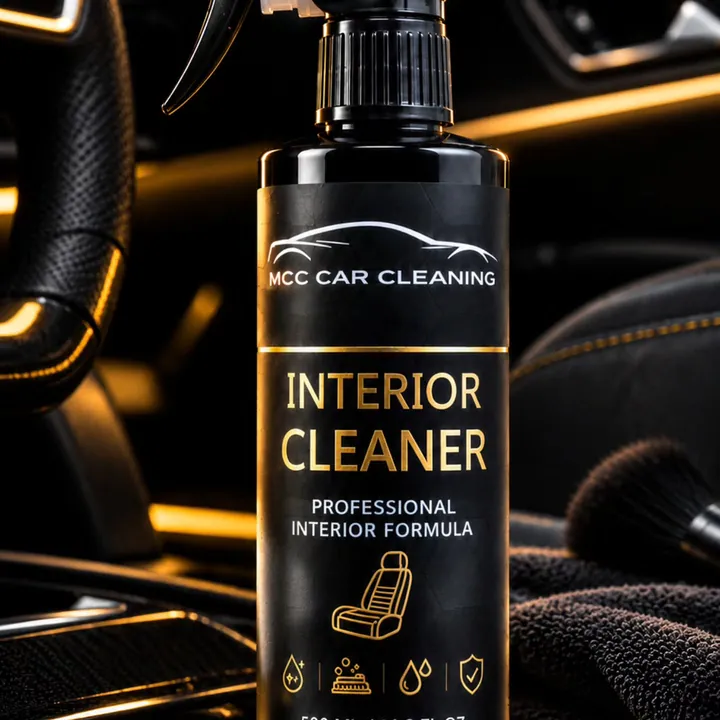 MCC CAR CLEANING
INTERIOR
CLEANER
PROFESSIONAL
INTERIOR FORMULA